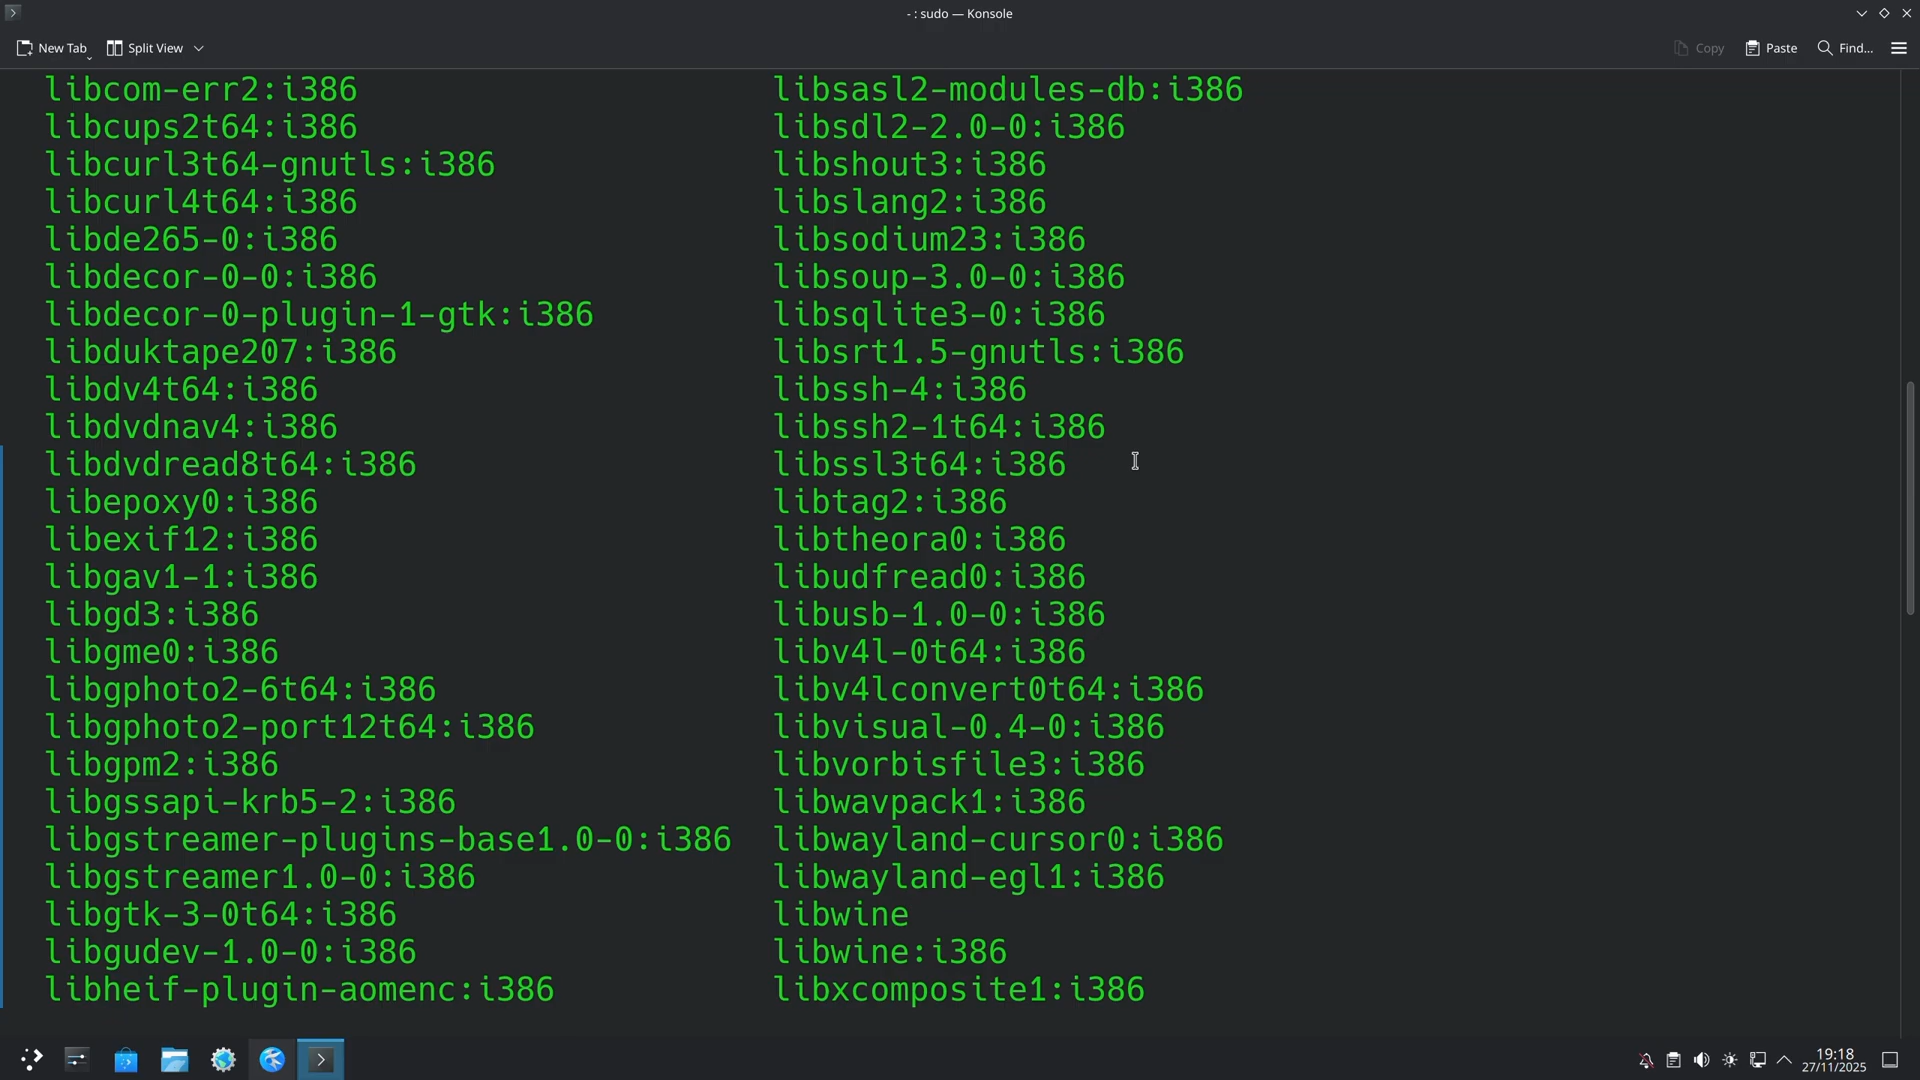 - : sudo — Konsole
New Tab Split View Copy Paste Find...
libcom-err2:i386 libsasl2-modules-db:i386
libcups2t64:i386 libsdl2-2.0-0:i386
libcurl3t64-gnutls:i386 libshout3:i386
libcurl4t64:i386 libslang2:i386
libde265-0:i386 libsodium23:i386
libdecor-0-0:i386 libsoup-3.0-0:i386
libdecor-0-plugin-1-gtk:i386 libsqlite3-0:i386
libduktape207:i386 libsrt1.5-gnutls:i386
libdv4t64:i386 libssh-4:i386
libdvdnav4:i386 libssh2-1t64:i386
libdvdread8t64:i386 libssl3t64:i386
libepoxy0:i386 libtag2:i386
libexif12:i386 libtheora0:i386
libgav1-1:i386 libudfread0:i386
libgd3:i386 libusb-1.0-0:i386
libgme0:i386 libv4l-0t64:i386
libgphoto2-6t64:i386 libv4lconvert0t64:i386
libgphoto2-port12t64:i386 libvisual-0.4-0:i386
libgpm2:i386 libvorbisfile3:i386
libgssapi-krb5-2:i386 libwavpack1:i386
libgstreamer-plugins-base1.0-0:i386 libwayland-cursor0:i386
libgstreamer1.0-0:i386 libwayland-egl1:i386
libgtk-3-0t64:i386 libwine
libgudev-1.0-0:i386 libwine:i386
libheif-plugin-aomenc:i386 libxcomposite1:i386
19:18
27/11/2025